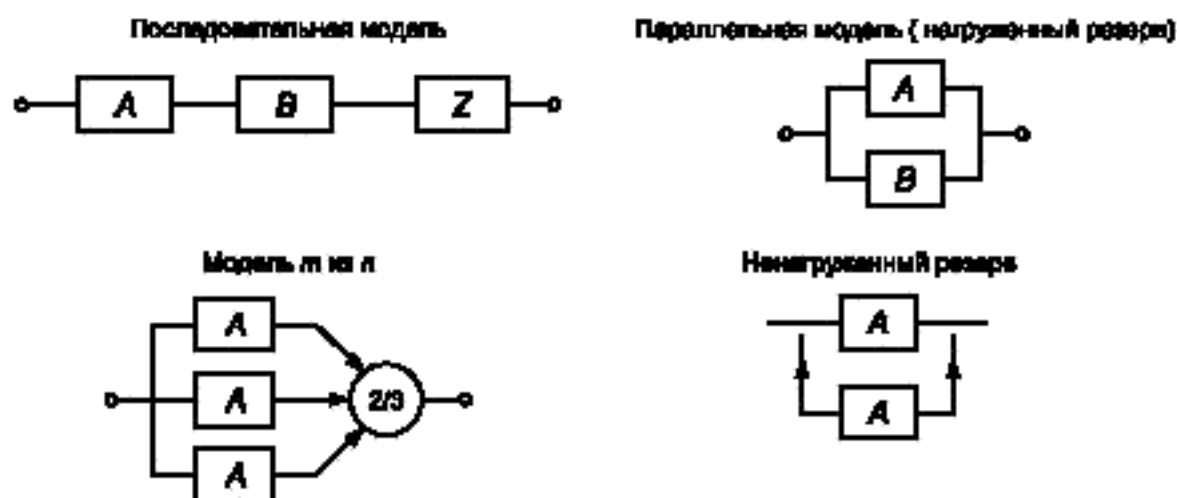 Последовательная модель
A B Z
Параллельная модель ( нагруженный резерв)
A
B
Модель m из n
A
A
2/3
A
Ненагруженный резерв
A
A